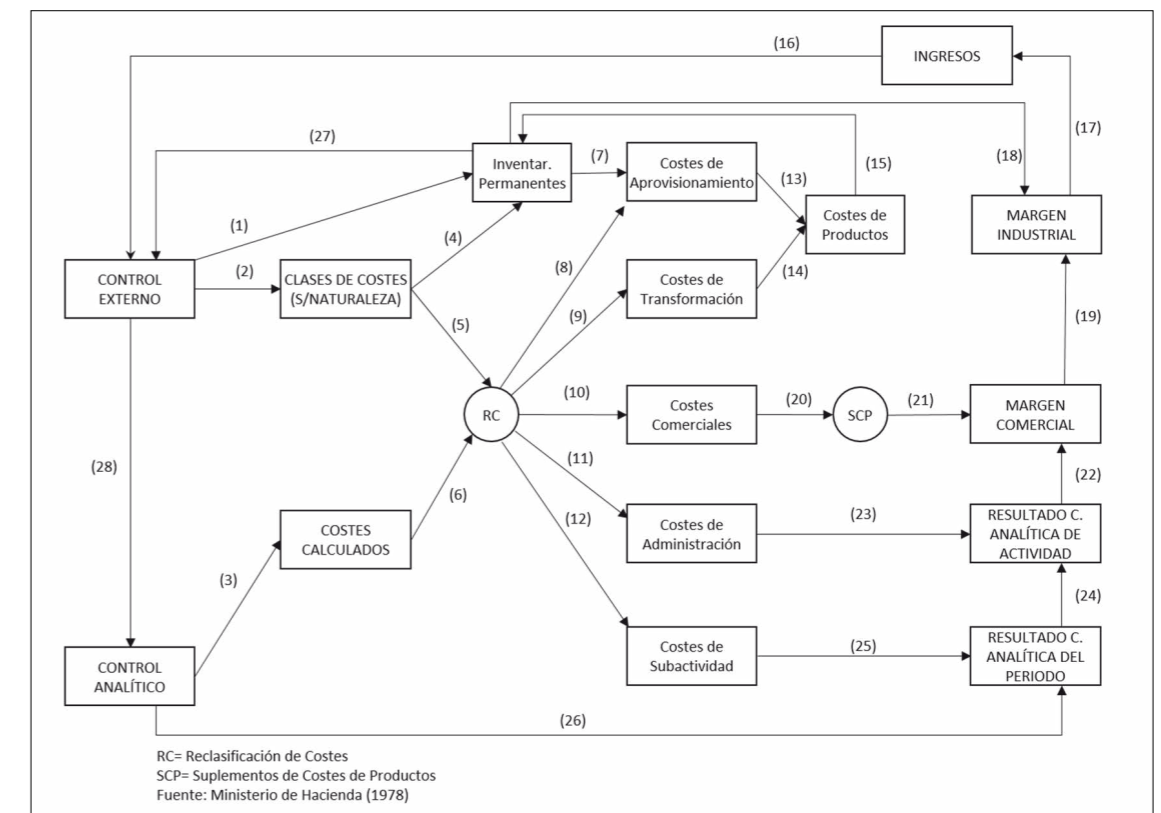 (16)
INGRESOS
(27)
(17)
(7)
(15)
(18)
Inventar.
Permanentes
Costes de
Aprovisionamiento
(13)
Costes de
Productos
MARGEN
INDUSTRIAL
(1)
(4)
(8)
(14)
CONTROL
EXTERNO
(2)
CLASES DE COSTES
(S/NATURALEZA)
Costes de
Transformación
(5)
(9)
(19)
RC
(10)
Costes
Comerciales
(20)
SCP
(21)
MARGEN
COMERCIAL
(28)
(6)
(11)
(22)
(12)
COSTES
CALCULADOS
Costes de
Administración
(23)
RESULTADO C.
ANALÍTICA DE
ACTIVIDAD
(3)
(24)
CONTROL
ANALÍTICO
Costes de
Subactividad
(25)
RESULTADO C.
ANALÍTICA DEL
PERIODO
(26)
RC= Reclasificación de Costes
SCP= Suplementos de Costes de Productos
Fuente: Ministerio de Hacienda (1978)